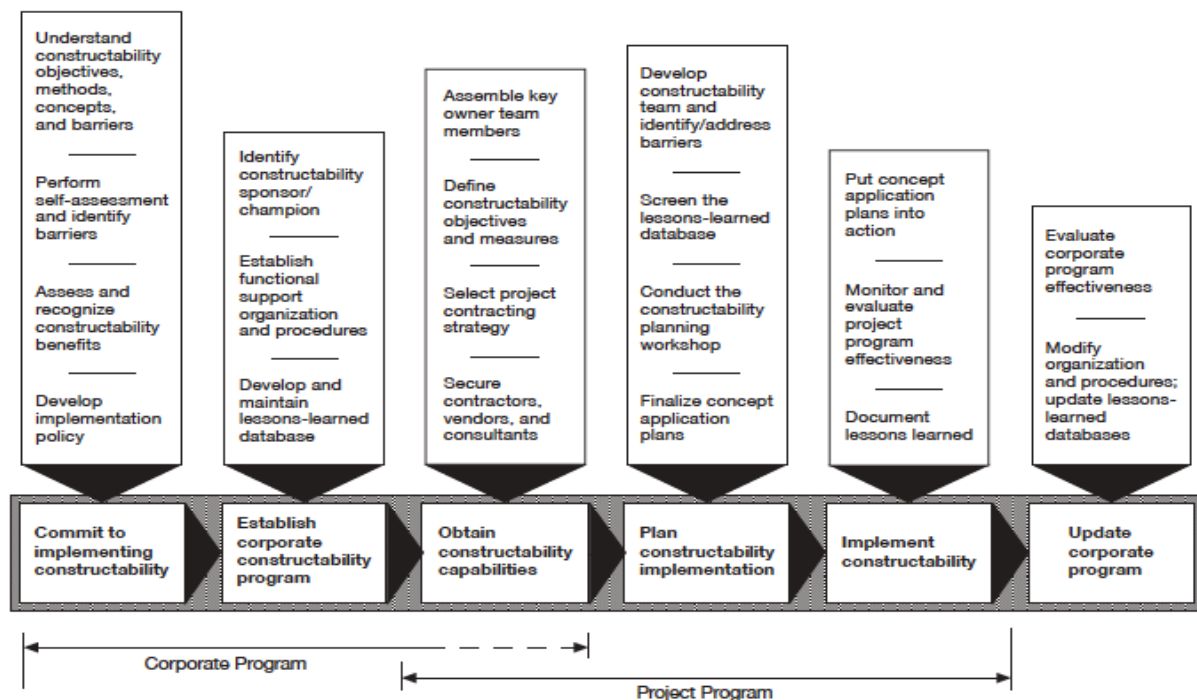 Understand
constructability
objectives,
methods,
concepts,
and barriers
Perform
self-assessment
and identify
barriers
Assess and
recognize
constructability
benefits
Develop
implementation
policy
Identify
constructability
sponsor/
champion
Establish
functional
support
organization
and procedures
Develop and
maintain
lessons-learned
database
Assemble key
owner team
members
Define
constructability
objectives
and measures
Select project
contracting
strategy
Secure
contractors,
vendors, and
consultants
Develop
constructability
team and
identify/address
barriers
Screen the
lessons-learned
database
Conduct the
constructability
planning
workshop
Finalize concept
application
plans
Put concept
application
plans into
action
Monitor and
evaluate
project
program
effectiveness
Document
lessons learned
Evaluate
corporate
program
effectiveness
Modify
organization
and procedures;
update lessons-
learned
databases
Commit to
implementing
constructability
Establish
corporate
constructability
program
Obtain
constructability
capabilities
Plan
constructability
implementation
Implement
constructability
Update
corporate
program
Corporate Program
Project Program